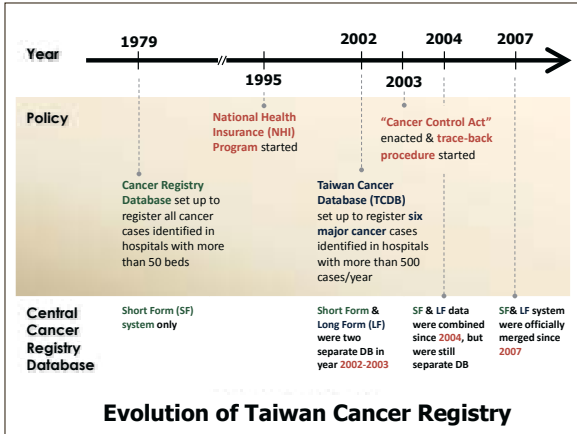 Year
1979
1995
2002
2003
2004
2007
Policy
National Health
Insurance (NHI)
Program started
“Cancer Control Act”
enacted & trace-back
procedure started
Cancer Registry
Database set up to
register all cancer
cases identified in
hospitals with more
than 50 beds
Taiwan Cancer
Database (TCDB)
set up to register six
major cancer cases
identified in hospitals
with more than 500
cases/year
Central
Cancer
Registry
Database
Short Form (SF)
system only
Short Form &
Long Form (LF)
were two
separate DB in
year 2002-2003
SF & LF data
were combined
since 2004, but
were still
separate DB
SF& LF system
were officially
merged since
2007
Evolution of Taiwan Cancer Registry